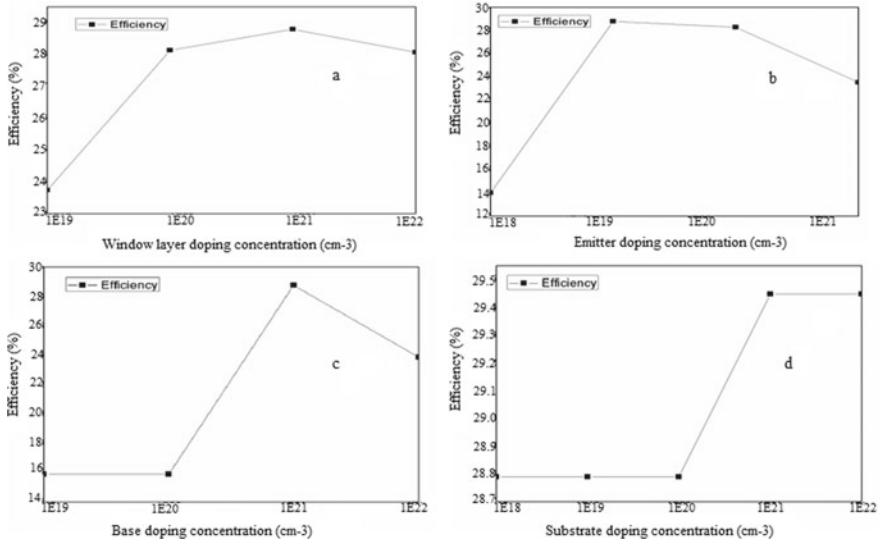 Efficiency
a
Efficiency (%)
29
28
27
26
25
24
23
1E19
1E20
1E21
1E22
Window layer doping concentration (cm-3)
Efficiency
b
Efficiency (%)
30
28
26
24
22
20
18
16
14
12
1E18
1E19
1E20
1E21
Emitter doping concentration (cm-3)
Efficiency
c
Efficiency (%)
30
28
26
24
22
20
18
16
14
1E19
1E20
1E21
1E22
Base doping concentration (cm-3)
Efficiency
d
Efficiency (%)
29.5
29.4
29.3
29.2
29.1
29.0
28.9
28.8
28.7
1E18
1E19
1E20
1E21
1E22
Substrate doping concentration (cm-3)